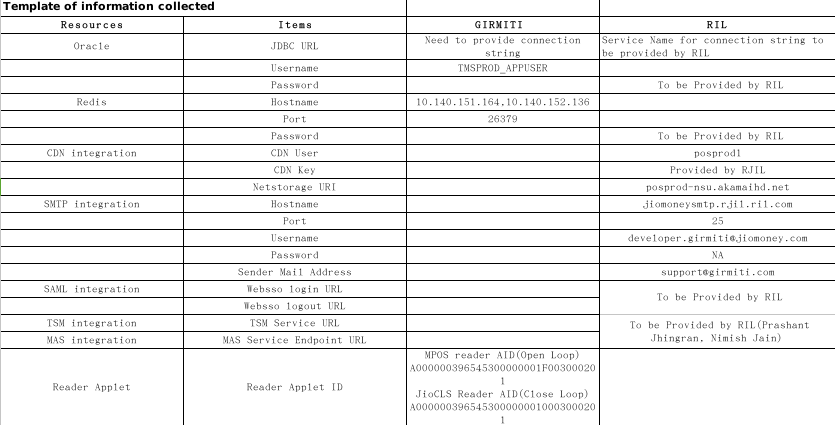 Template of information collected
Resources Items GIRMITI RIL
Oracle JDBC URL Need to provide connection string Service Name for connection string to be provided by RIL
Username TMSPROD_APPUSER
Password To be Provided by RIL
Redis Hostname 10.140.151.164,10.140.152.136
Port 26379
Password To be Provided by RIL
CDN integration CDN User posprod1
CDN Key Provided by RJIL
Netstorage URI posprod-nsu.akamaihd.net
SMTP integration Hostname jiomoneysmtp.rjil.ril.com
Port 25
Username developer.girmiti@jiomoney.com
Password NA
Sender Mail Address support@girmiti.com
SAML integration Websso login URL To be Provided by RIL
Websso logout URL
TSM integration TSM Service URL To be Provided by RIL(Prashant Jhingran, Nimish Jain)
MAS integration MAS Service Endpoint URL
Reader Applet Reader Applet ID
MPOS reader AID(Open Loop)
A0000003965453000000001F00300020
1
JioCLS Reader AID(Close Loop)
A0000003965453000000001000300020
1